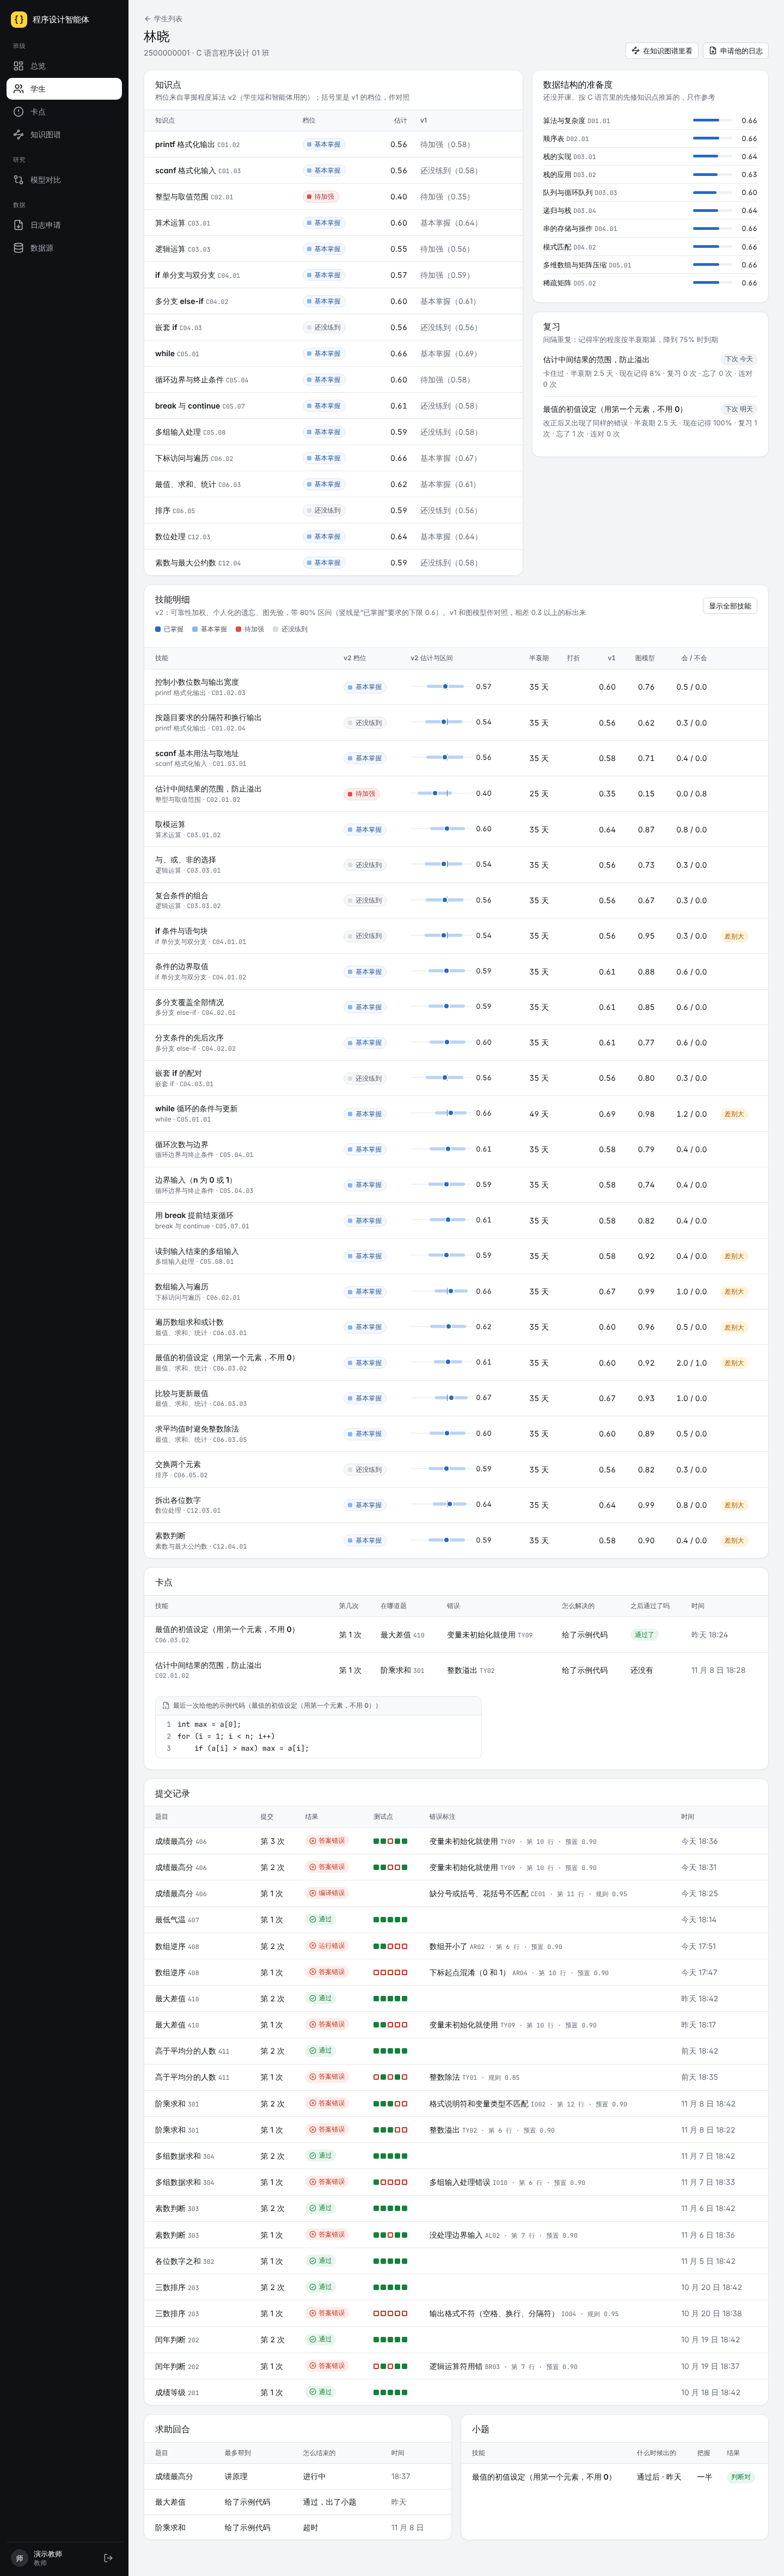 程序设计智能体
班级
总览
学生
卡点
知识图谱
研究
模型对比
数据
日志申请
数据源
演示教师
教师
师
学生列表
林晓
2500000001 · C 语言程序设计 01 班
在知识图谱里看
申请他的日志
知识点
档位来自掌握程度算法 v2（学生端和智能体用的）；括号里是 v1 的档位，作对照
知识点 档位 估计 v1
printf 格式化输出 C01.02 基本掌握 0.56 待加强（0.58）
scanf 格式化输入 C01.03 基本掌握 0.56 还没练到（0.58）
整型与取值范围 C02.01 待加强 0.40 待加强（0.35）
算术运算 C03.01 基本掌握 0.60 基本掌握（0.64）
逻辑运算 C03.03 基本掌握 0.55 待加强（0.56）
if 单分支与双分支 C04.01 基本掌握 0.57 待加强（0.59）
多分支 else-if C04.02 基本掌握 0.60 基本掌握（0.61）
嵌套 if C04.03 还没练到 0.56 还没练到（0.56）
while C05.01 基本掌握 0.66 基本掌握（0.69）
循环边界与终止条件 C05.04 基本掌握 0.60 待加强（0.58）
break 与 continue C05.07 基本掌握 0.61 还没练到（0.58）
多组输入处理 C05.08 基本掌握 0.59 还没练到（0.58）
下标访问与遍历 C06.02 基本掌握 0.66 基本掌握（0.67）
最值、求和、统计 C06.03 基本掌握 0.62 基本掌握（0.61）
排序 C06.05 还没练到 0.59 还没练到（0.56）
数位处理 C12.03 基本掌握 0.64 基本掌握（0.64）
素数与最大公约数 C12.04 基本掌握 0.59 还没练到（0.58）
数据结构的准备度
还没开课，按 C 语言里的先修知识点推算的，只作参考
算法与复杂度 D01.01 0.66
顺序表 D02.01 0.66
栈的实现 D03.01 0.64
栈的应用 D03.02 0.63
队列与循环队列 D03.03 0.60
递归与栈 D03.04 0.64
串的存储与操作 D04.01 0.66
模式匹配 D04.02 0.66
多维数组与矩阵压缩 D05.01 0.66
稀疏矩阵 D05.02 0.66
复习
间隔重复：记得牢的程度按半衰期算，降到 75% 时到期
估计中间结果的范围，防止溢出 下次 今天
卡住过 · 半衰期 2.5 天 · 现在记得 8% · 复习 0 次 · 忘了 0 次 · 连对
0 次
最值的初值设定（用第一个元素，不用 0） 下次 明天
改正后又出现了同样的错误 · 半衰期 2.5 天 · 现在记得 100% · 复习 1
次 · 忘了 1 次 · 连对 0 次
技能明细
v2：可靠性加权、个人化的遗忘、图先验，带 80% 区间（竖线是“已掌握”要求的下限 0.6）。v1 和图模型作对照，相差 0.3 以上的标出来
显示全部技能
已掌握 基本掌握 待加强 还没练到
技能 v2 档位 v2 估计与区间 半衰期 打折 v1 图模型 会 / 不会
控制小数位数与输出宽度 基本掌握 0.57 35 天 0.60 0.76 0.5 / 0.0
printf 格式化输出 · C01.02.03
按题目要求的分隔符和换行输出 还没练到 0.54 35 天 0.56 0.62 0.3 / 0.0
printf 格式化输出 · C01.02.04
scanf 基本用法与取地址 基本掌握 0.56 35 天 0.58 0.71 0.4 / 0.0
scanf 格式化输入 · C01.03.01
估计中间结果的范围，防止溢出 待加强 0.40 25 天 0.35 0.15 0.0 / 0.8
整型与取值范围 · C02.01.02
取模运算 基本掌握 0.60 35 天 0.64 0.87 0.8 / 0.0
算术运算 · C03.01.02
与、或、非的选择 还没练到 0.54 35 天 0.56 0.73 0.3 / 0.0
逻辑运算 · C03.03.01
复合条件的组合 还没练到 0.56 35 天 0.56 0.67 0.3 / 0.0
逻辑运算 · C03.03.02
if 条件与语句块 还没练到 0.54 35 天 0.56 0.95 0.3 / 0.0 差别大
if 单分支与双分支 · C04.01.01
条件的边界取值 基本掌握 0.59 35 天 0.61 0.88 0.6 / 0.0
if 单分支与双分支 · C04.01.02
多分支覆盖全部情况 基本掌握 0.59 35 天 0.61 0.85 0.6 / 0.0
多分支 else-if · C04.02.01
分支条件的先后次序 基本掌握 0.60 35 天 0.61 0.77 0.6 / 0.0
多分支 else-if · C04.02.02
嵌套 if 的配对 还没练到 0.56 35 天 0.56 0.80 0.3 / 0.0
嵌套 if · C04.03.01
while 循环的条件与更新 基本掌握 0.66 49 天 0.69 0.98 1.2 / 0.0 差别大
while · C05.01.01
循环次数与边界 基本掌握 0.61 35 天 0.58 0.79 0.4 / 0.0
循环边界与终止条件 · C05.04.01
边界输入（n 为 0 或 1） 基本掌握 0.59 35 天 0.58 0.74 0.4 / 0.0
循环边界与终止条件 · C05.04.03
用 break 提前结束循环 基本掌握 0.61 35 天 0.58 0.82 0.4 / 0.0
break 与 continue · C05.07.01
读到输入结束的多组输入 基本掌握 0.59 35 天 0.58 0.92 0.4 / 0.0 差别大
多组输入处理 · C05.08.01
数组输入与遍历 基本掌握 0.66 35 天 0.67 0.99 1.0 / 0.0 差别大
下标访问与遍历 · C06.02.01
遍历数组求和或计数 基本掌握 0.62 35 天 0.60 0.96 0.5 / 0.0 差别大
最值、求和、统计 · C06.03.01
最值的初值设定（用第一个元素，不用 0） 基本掌握 0.61 35 天 0.60 0.92 2.0 / 1.0 差别大
最值、求和、统计 · C06.03.02
比较与更新最值 基本掌握 0.67 35 天 0.67 0.93 1.0 / 0.0
最值、求和、统计 · C06.03.03
求平均值时避免整数除法 基本掌握 0.60 35 天 0.60 0.89 0.5 / 0.0
最值、求和、统计 · C06.03.05
交换两个元素 还没练到 0.59 35 天 0.56 0.82 0.3 / 0.0
排序 · C06.05.02
拆出各位数字 基本掌握 0.64 35 天 0.64 0.99 0.8 / 0.0 差别大
数位处理 · C12.03.01
素数判断 基本掌握 0.59 35 天 0.58 0.90 0.4 / 0.0 差别大
素数与最大公约数 · C12.04.01
卡点
技能 第几次 在哪道题 错误 怎么解决的 之后通过了吗 时间
最值的初值设定（用第一个元素，不用 0） 第 1 次 最大差值 410 变量未初始化就使用 TY09 给了示例代码 通过了 昨天 18:24
C06.03.02
估计中间结果的范围，防止溢出 第 1 次 阶乘求和 301 整数溢出 TY02 给了示例代码 还没有 11 月 8 日 18:28
C02.01.02
最近一次给他的示例代码（最值的初值设定（用第一个元素，不用 0））
1 int max = a[0];
2 for (i = 1; i < n; i++)
3 if (a[i] > max) max = a[i];
提交记录
题目 提交 结果 测试点 错误标注 时间
成绩最高分 406 第 3 次 答案错误 变量未初始化就使用 TY09 · 第 10 行 · 预置 0.90 今天 18:36
成绩最高分 406 第 2 次 答案错误 变量未初始化就使用 TY09 · 第 10 行 · 预置 0.90 今天 18:31
成绩最高分 406 第 1 次 编译错误 缺分号或括号、花括号不匹配 CE01 · 第 11 行 · 规则 0.95 今天 18:25
最低气温 407 第 1 次 通过 今天 18:14
数组逆序 408 第 2 次 运行错误 数组开小了 AR02 · 第 6 行 · 预置 0.90 今天 17:51
数组逆序 408 第 1 次 答案错误 下标起点混淆（0 和 1） AR04 · 第 10 行 · 预置 0.90 今天 17:47
最大差值 410 第 2 次 通过 昨天 18:42
最大差值 410 第 1 次 答案错误 变量未初始化就使用 TY09 · 第 10 行 · 预置 0.90 昨天 18:17
高于平均分的人数 411 第 2 次 通过 前天 18:42
高于平均分的人数 411 第 1 次 答案错误 整数除法 TY01 · 规则 0.85 前天 18:35
阶乘求和 301 第 2 次 答案错误 格式说明符和变量类型不匹配 IO02 · 第 12 行 · 预置 0.90 11 月 8 日 18:42
阶乘求和 301 第 1 次 答案错误 整数溢出 TY02 · 第 6 行 · 预置 0.90 11 月 8 日 18:22
多组数据求和 304 第 2 次 通过 11 月 7 日 18:42
多组数据求和 304 第 1 次 答案错误 多组输入处理错误 IO10 · 第 6 行 · 预置 0.90 11 月 7 日 18:33
素数判断 303 第 2 次 通过 11 月 6 日 18:42
素数判断 303 第 1 次 答案错误 没处理边界输入 AL02 · 第 7 行 · 预置 0.90 11 月 6 日 18:36
各位数字之和 302 第 1 次 通过 11 月 5 日 18:42
三数排序 203 第 2 次 通过 10 月 20 日 18:42
三数排序 203 第 1 次 答案错误 输出格式不符（空格、换行、分隔符） IO04 · 规则 0.95 10 月 20 日 18:38
闰年判断 202 第 2 次 通过 10 月 19 日 18:42
闰年判断 202 第 1 次 答案错误 逻辑运算符用错 BR03 · 第 7 行 · 预置 0.90 10 月 19 日 18:37
成绩等级 201 第 1 次 通过 10 月 18 日 18:42
求助回合
题目 最多帮到 怎么结束的 时间
成绩最高分 讲原理 进行中 18:37
最大差值 给了示例代码 通过，出了小题 昨天
阶乘求和 给了示例代码 超时 11 月 8 日
小题
技能 什么时候出的 把握 结果
最值的初值设定（用第一个元素，不用 0） 通过后 · 昨天 一半 判断对